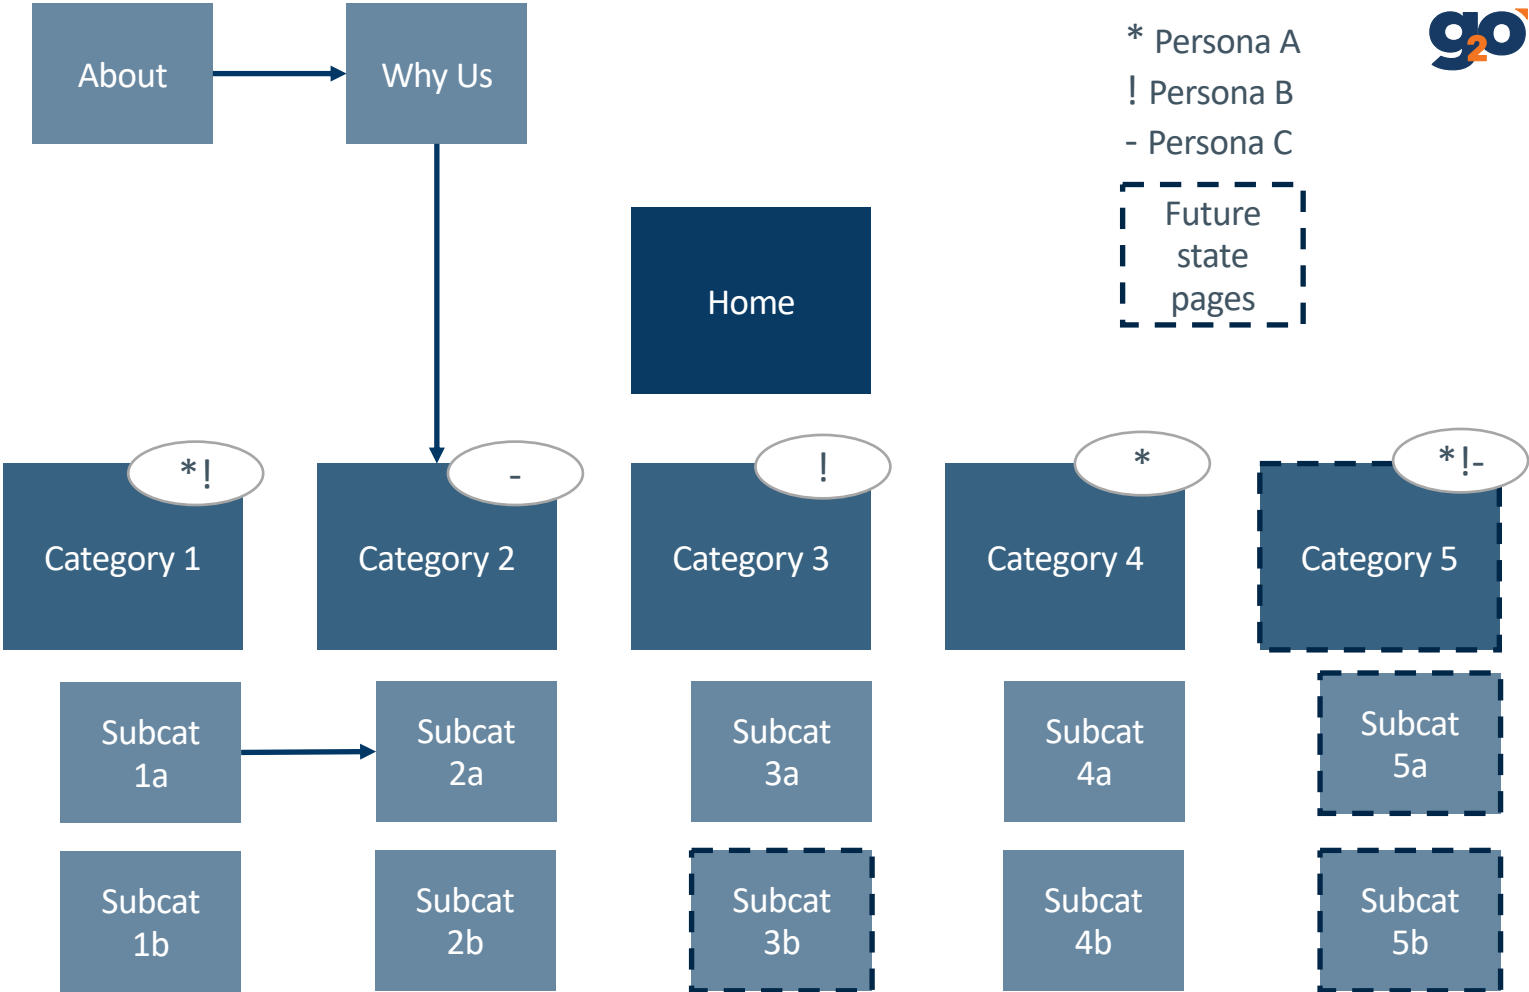 About
Why Us
* Persona A
! Persona B
- Persona C
g2o
Future
state
pages
Home
*!
-
!
*
*!-
Category 1
Category 2
Category 3
Category 4
Category 5
Subcat
1a
Subcat
2a
Subcat
3a
Subcat
4a
Subcat
5a
Subcat
1b
Subcat
2b
Subcat
3b
Subcat
4b
Subcat
5b